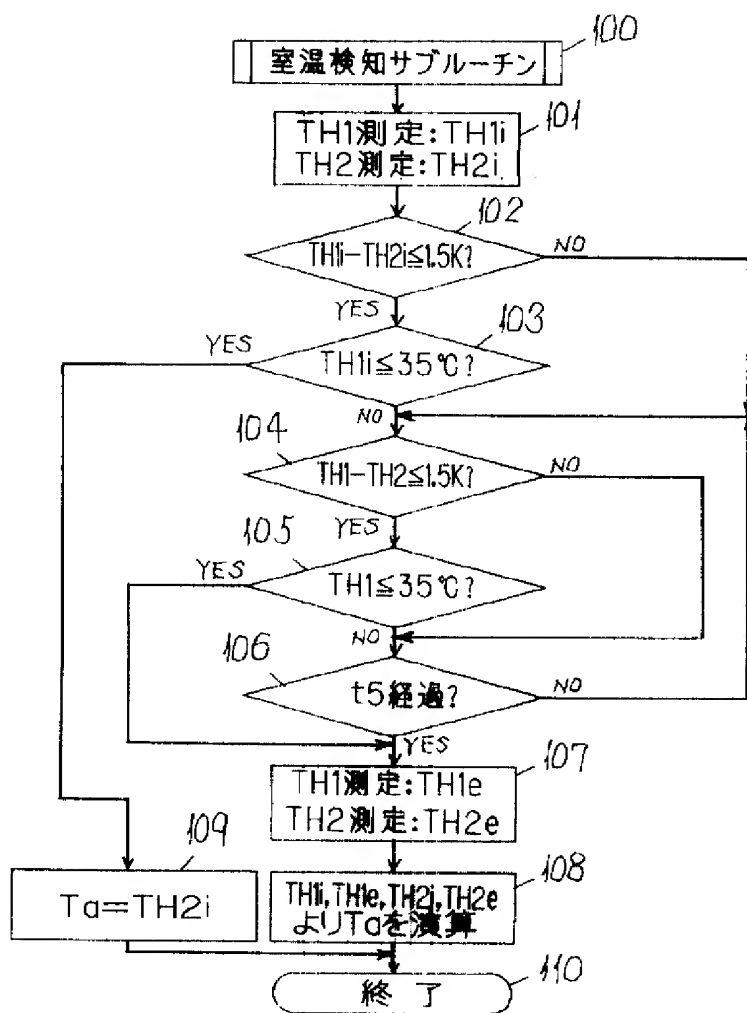 100
室温検知サブルーチン
101
TH1測定:TH1i
TH2測定:TH2i
102
TH1i-TH2i≦1.5K?
NO
YES
103
YES
TH1i≦35℃?
NO
104
TH1-TH2≦1.5K?
NO
YES
105
YES
TH1≦35℃?
NO
106
t5経過?
NO
YES
107
TH1測定:TH1e
TH2測定:TH2e
109
108
Ta=TH2i
TH1i,TH1e,TH2i,TH2e
よりTaを演算
110
終了